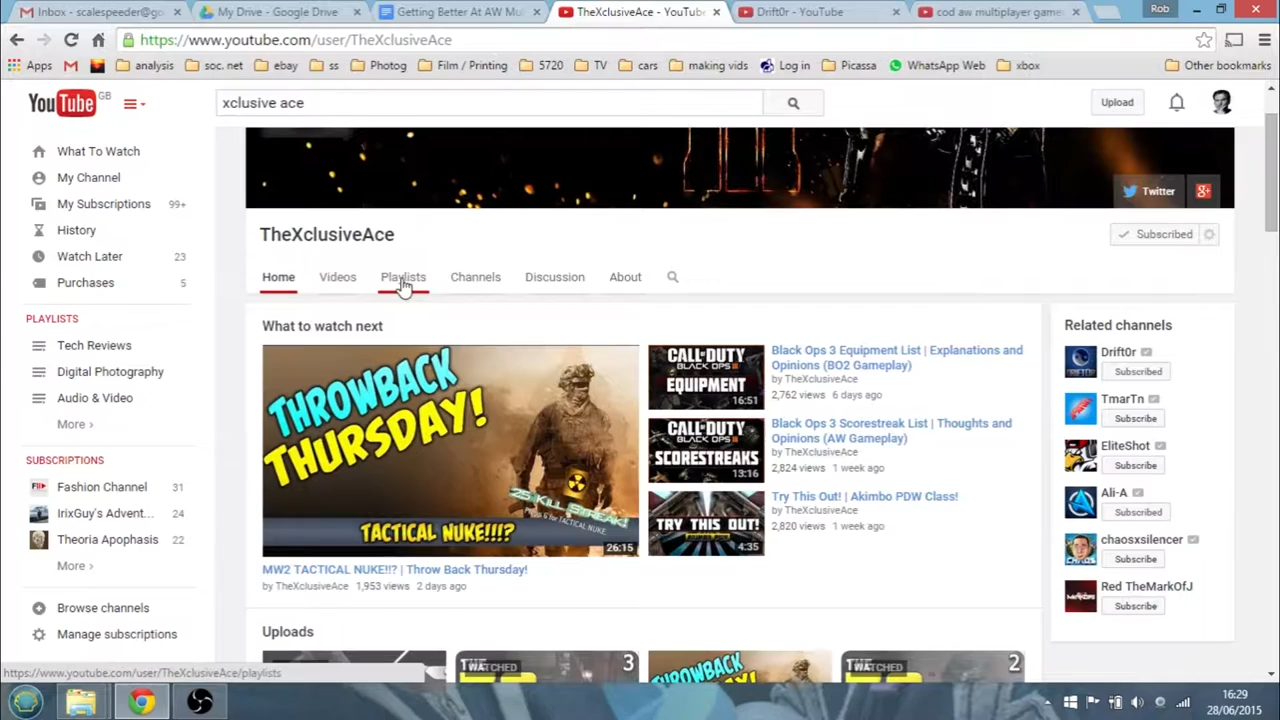 Inbox - scalespeeder@go
My Drive - Google Drive
Getting Better At AW Mu
TheXclusiveAce - YouTub
Drift0r - YouTube
cod aw multiplayer game
Rob
https://www.youtube.com/user/TheXclusiveAce
Apps
analysis
soc. net
ebay
ss
Photog
Film / Printing
5720
TV
cars
making vids
Log in
Picassa
WhatsApp Web
xbox
Other bookmarks
YouTube GB
xclusive ace
Upload
What To Watch
My Channel
My Subscriptions 99+
History
Watch Later 23
Purchases 5
PLAYLISTS
Tech Reviews
Digital Photography
Audio & Video
More ›
SUBSCRIPTIONS
Fashion Channel 31
IrixGuy's Advent... 24
Theoria Apophasis 22
More ›
Browse channels
Manage subscriptions
Twitter
TheXclusiveAce
Subscribed
Home
Videos
Playlists
Channels
Discussion
About
What to watch next
THROWBACK
THURSDAY!
25 KILL STREAK!
TACTICAL NUKE!!!?
26:15
MW2 TACTICAL NUKE!!? | Throw Back Thursday!
by TheXclusiveAce 1,953 views 2 days ago
CALL OF DUTY
BLACK OPS III
EQUIPMENT
16:51
Black Ops 3 Equipment List | Explanations and
Opinions (BO2 Gameplay)
by TheXclusiveAce
2,762 views 6 days ago
CALL OF DUTY
BLACK OPS III
SCORESTREAKS
13:16
Black Ops 3 Scorestreak List | Thoughts and
Opinions (AW Gameplay)
by TheXclusiveAce
2,824 views 1 week ago
TRY THIS OUT!
4:35
Try This Out! | Akimbo PDW Class!
by TheXclusiveAce
2,820 views 1 week ago
Related channels
Drift0r
Subscribed
TmarTn
Subscribe
EliteShot
Subscribe
Ali-A
Subscribed
chaosxsilencer
Subscribe
Red TheMarkOfJ
Subscribe
Uploads
WATCHED
3
WATCHED
2
https://www.youtube.com/user/TheXclusiveAce/playlists
16:29
28/06/2015